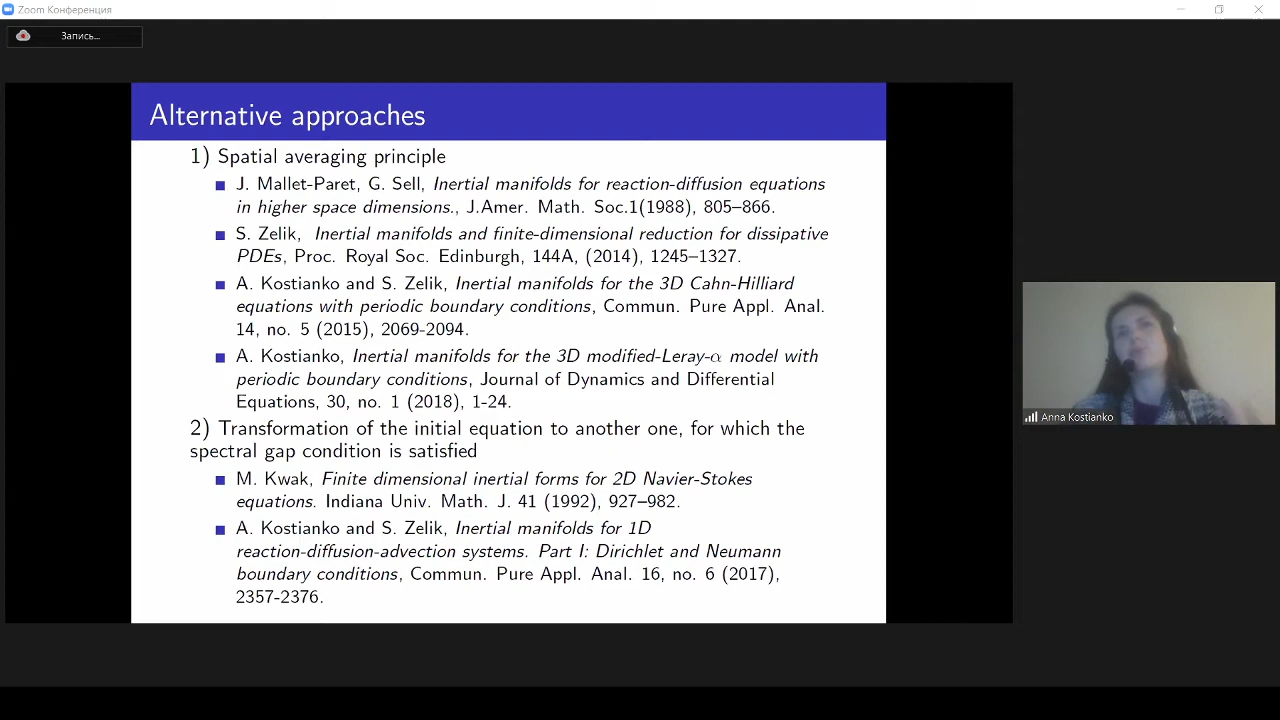 Zoom Конференция
Запись...
Alternative approaches
1) Spatial averaging principle
J. Mallet-Paret, G. Sell, Inertial manifolds for reaction-diffusion equations
in higher space dimensions., J.Amer. Math. Soc.1(1988), 805–866.
S. Zelik, Inertial manifolds and finite-dimensional reduction for dissipative
PDEs, Proc. Royal Soc. Edinburgh, 144A, (2014), 1245–1327.
A. Kostianko and S. Zelik, Inertial manifolds for the 3D Cahn-Hilliard
equations with periodic boundary conditions, Commun. Pure Appl. Anal.
14, no. 5 (2015), 2069-2094.
A. Kostianko, Inertial manifolds for the 3D modified-Leray-α model with
periodic boundary conditions, Journal of Dynamics and Differential
Equations, 30, no. 1 (2018), 1-24.
2) Transformation of the initial equation to another one, for which the
spectral gap condition is satisfied
M. Kwak, Finite dimensional inertial forms for 2D Navier-Stokes
equations. Indiana Univ. Math. J. 41 (1992), 927–982.
A. Kostianko and S. Zelik, Inertial manifolds for 1D
reaction-diffusion-advection systems. Part I: Dirichlet and Neumann
boundary conditions, Commun. Pure Appl. Anal. 16, no. 6 (2017),
2357-2376.
Anna Kostianko